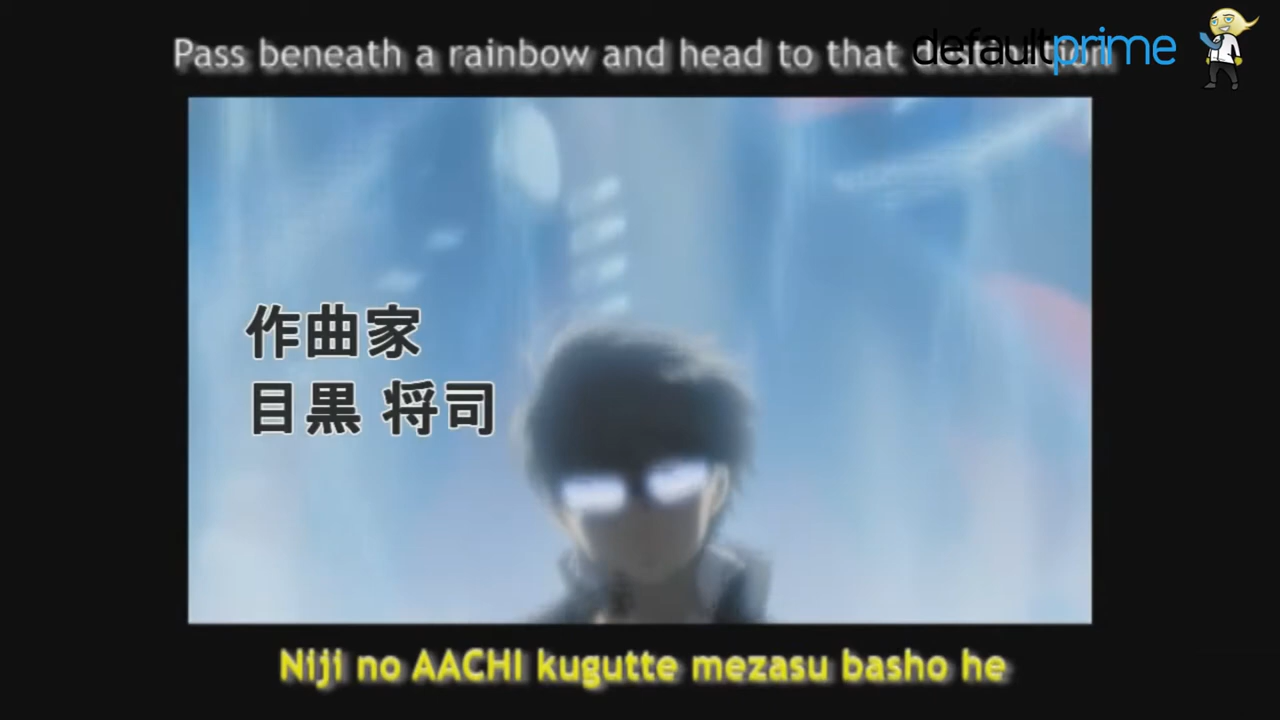 Pass beneath a rainbow and head to that destination
defaultprime
作曲家
目黒 将司
Niji no AACHI kugutte mezasu basho he